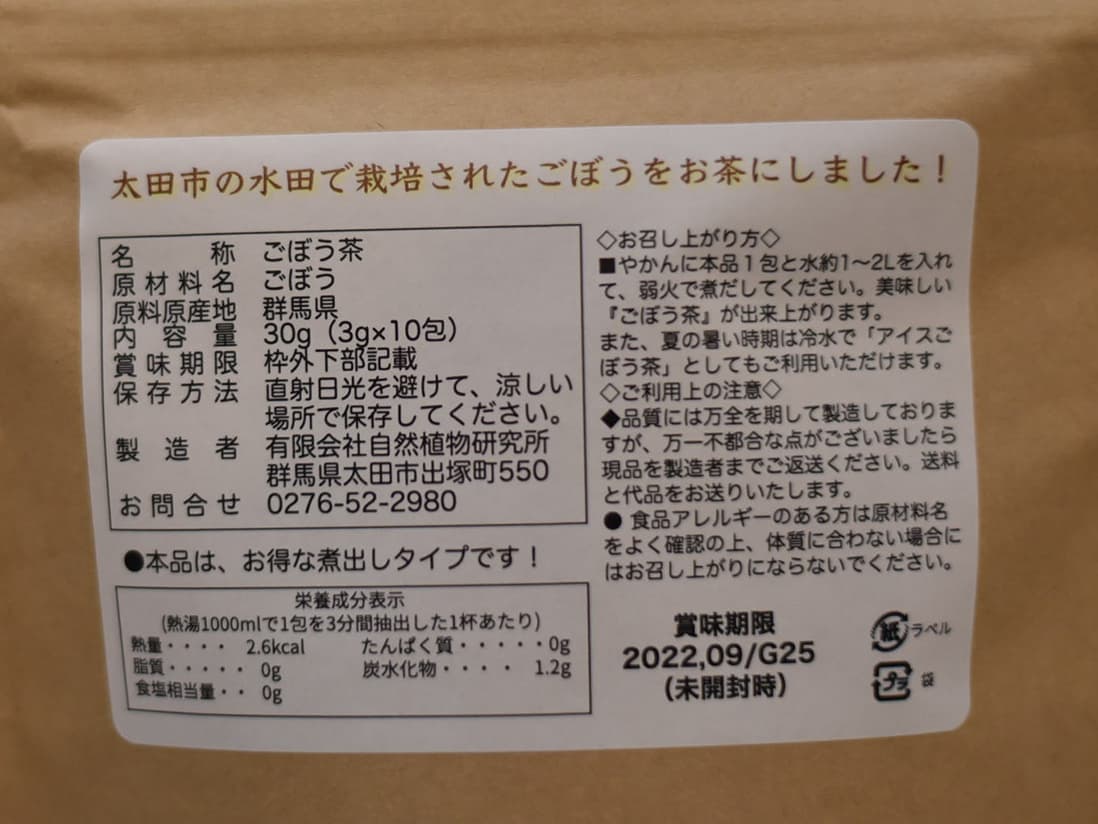 太田市の水田で栽培されたごぼうをお茶にしました！
名称 ごぼう茶
原材料名 ごぼう
原料原産地 群馬県
内容量 30g（3g×10包）
賞味期限 枠外下部記載
保存方法 直射日光を避けて、涼しい
場所で保存してください。
製造者 有限会社自然植物研究所
群馬県太田市出塚町550
お問合せ 0276-52-2980
●本品は、お得な煮出しタイプです！
栄養成分表示
(熱湯1000mlで1包を3分間抽出した1杯あたり)
熱量・・・・ 2.6kcal たんぱく質・・・・・0g
脂質・・・・・ 0g 炭水化物・・・・ 1.2g
食塩相当量・・ 0g
◇お召し上がり方◇
■やかんに本品１包と水約1〜2Lを入れ
て、弱火で煮だしてください。美味しい
『ごぼう茶』が出来上がります。
また、夏の暑い時期は冷水で「アイスご
ぼう茶」としてもご利用いただけます。
◇ご利用上の注意◇
◆品質には万全を期して製造しておりま
すが、万一不都合な点がございましたら
現品を製造者までご返送ください。送料
と代品をお送りいたします。
● 食品アレルギーのある方は原材料名
をよく確認の上、体質に合わない場合に
はお召し上がりにならないでください。
賞味期限
2022,09/G25
（未開封時）
紙 ラベル
プラ 袋